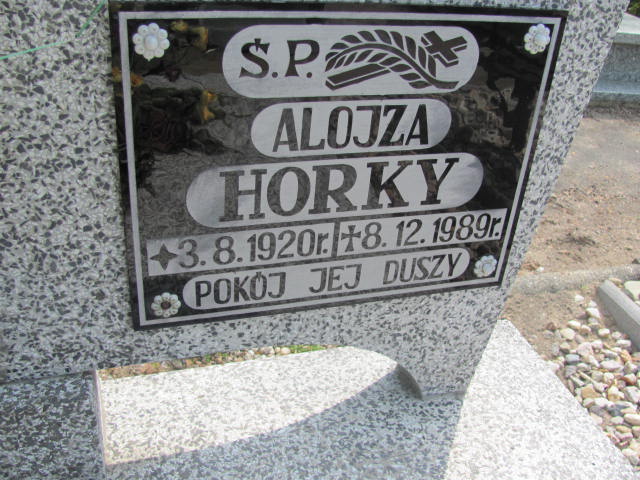 Ś.P.
ALOJZA
HORKY
3.8.1920r. 8.12.1989r.
POKÓJ JEJ DUSZY